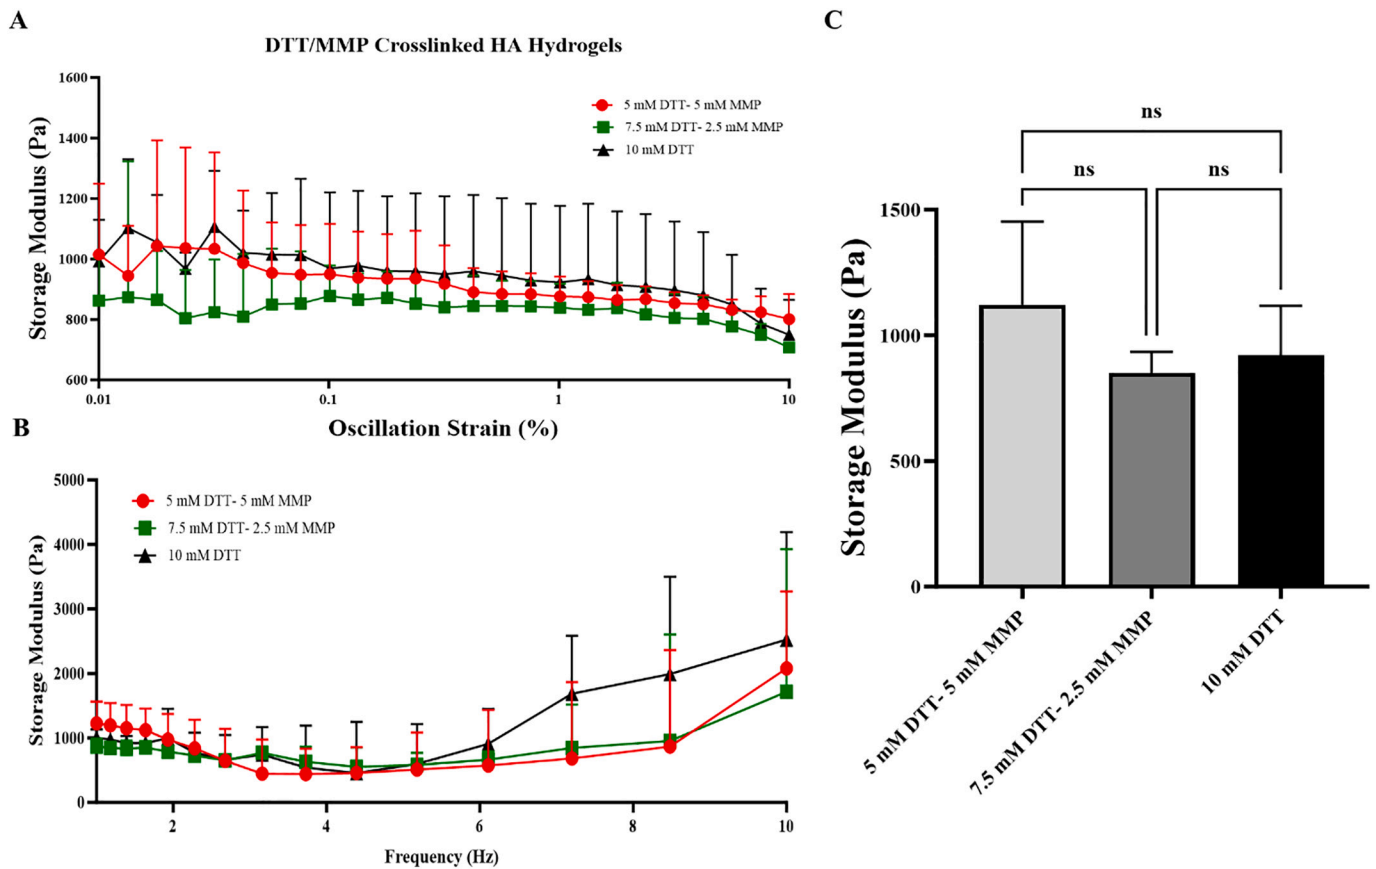 A
C
DTT/MMP Crosslinked HA Hydrogels
Storage Modulus (Pa)
1600
1400
1200
1000
800
600
5 mM DTT- 5 mM MMP
7.5 mM DTT- 2.5 mM MMP
10 mM DTT
0.01
0.1
1
10
Oscillation Strain (%)
B
Storage Modulus (Pa)
5000
4000
3000
2000
1000
0
5 mM DTT- 5 mM MMP
7.5 mM DTT- 2.5 mM MMP
10 mM DTT
2
4
6
8
10
Frequency (Hz)
ns
ns
ns
Storage Modulus (Pa)
1500
1000
500
0
5 mM DTT- 5 mM MMP
7.5 mM DTT- 2.5 mM MMP
10 mM DTT